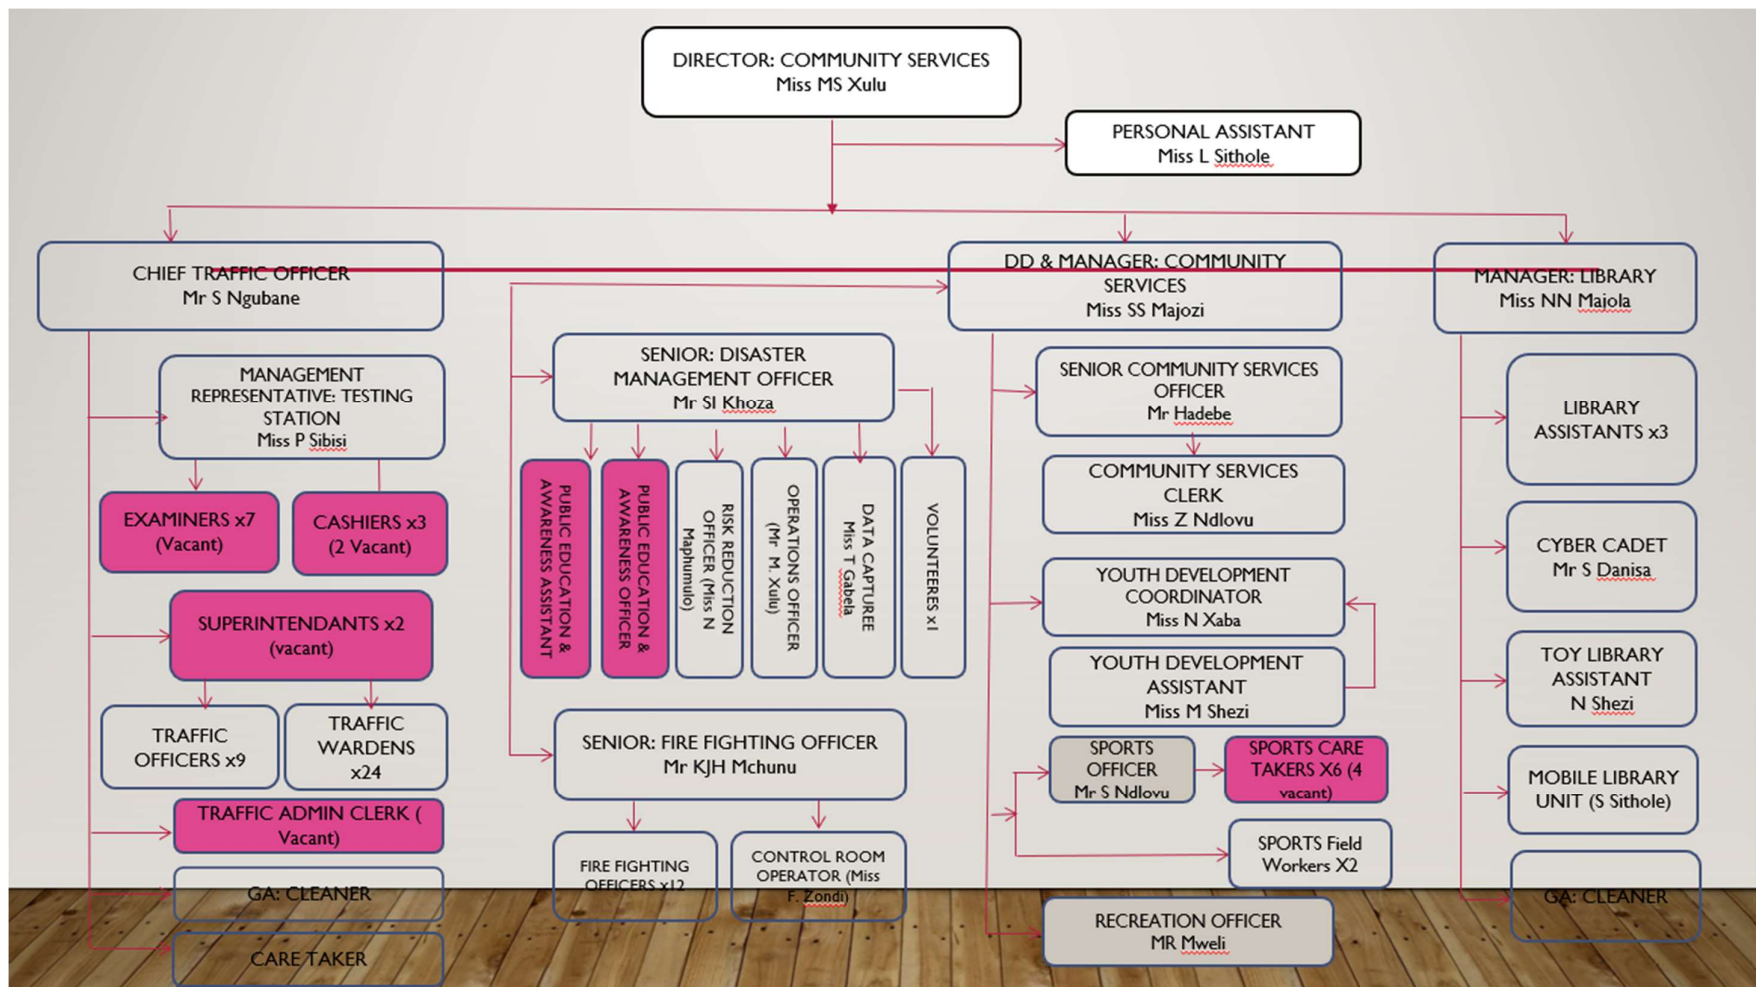 DIRECTOR: COMMUNITY SERVICES
Miss MS Xulu
PERSONAL ASSISTANT
Miss L Sithole
CHIEF TRAFFIC OFFICER
Mr S Ngubane
MANAGEMENT
REPRESENTATIVE: TESTING
STATION
Miss P Sibisi
EXAMINERS x7
(Vacant)
CASHIERS x3
(2 Vacant)
SUPERINTENDANTS x2
(vacant)
TRAFFIC
OFFICERS x9
TRAFFIC
WARDENS
x24
TRAFFIC ADMIN CLERK (
Vacant)
GA: CLEANER
CARE TAKER
SENIOR: DISASTER
MANAGEMENT OFFICER
Mr SI Khoza
PUBLIC EDUCATION &
AWARENESS ASSISTANT
PUBLIC EDUCATION &
AWARENESS OFFICER
RISK REDUCTION
OFFICER (Miss N
Maphumulo)
OPERATIONS OFFICER
(Mr M. Xulu)
DATA CAPTUREE
Miss T Gabela
VOLUNTEERES x1
SENIOR: FIRE FIGHTING OFFICER
Mr KJH Mchunu
FIRE FIGHTING
OFFICERS x12
CONTROL ROOM
OPERATOR (Miss
F. Zondi)
DD & MANAGER: COMMUNITY
SERVICES
Miss SS Majozi
SENIOR COMMUNITY SERVICES
OFFICER
Mr Hadebe
COMMUNITY SERVICES
CLERK
Miss Z Ndlovu
YOUTH DEVELOPMENT
COORDINATOR
Miss N Xaba
YOUTH DEVELOPMENT
ASSISTANT
Miss M Shezi
SPORTS
OFFICER
Mr S Ndlovu
SPORTS CARE
TAKERS X6 (4
vacant)
SPORTS Field
Workers X2
RECREATION OFFICER
MR Mweli
MANAGER: LIBRARY
Miss NN Majola
LIBRARY
ASSISTANTS x3
CYBER CADET
Mr S Danisa
TOY LIBRARY
ASSISTANT
N Shezi
MOBILE LIBRARY
UNIT (S Sithole)
GA: CLEANER